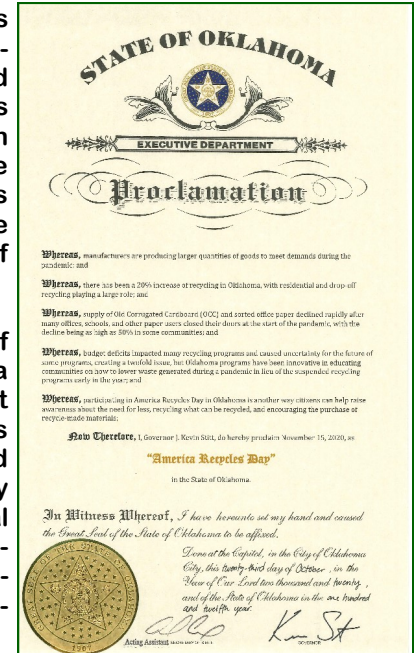 s
-
d
s
n
e
s
e
f
f
a
t
s
d
y
l
-
-
-
STATE OF OKLAHOMA
EXECUTIVE DEPARTMENT
Proclamation
Whereas, manufacturers are producing larger quantities of goods to meet demands during the
pandemic; and
Whereas, there has been a 20% increase of recycling in Oklahoma, with residential and drop-off
recycling playing a large role; and
Whereas, supply of Old Corrugated Cardboard (OCC) and sorted office paper declined rapidly after
many offices, schools, and other paper users closed their doors at the start of the pandemic, with the
decline being as high as 50% in some communities; and
Whereas, budget deficits impacted many recycling programs and caused uncertainty for the future of
some programs, creating a twofold issue, but Oklahoma programs have been innovative in educating
communities on how to lower waste generated during a pandemic in lieu of the suspended recycling
programs early in the year; and
Whereas, participating in America Recycles Day in Oklahoma is another way citizens can help raise
awareness about the need for less, recycling what can be recycled, and encouraging the purchase of
recycle-made materials;
Now Therefore, I, Governor J. Kevin Stitt, do hereby proclaim November 15, 2020, as
"America Recycles Day"
in the State of Oklahoma.
In Witness Whereof, I have hereunto set my hand and caused
the Great Seal of the State of Oklahoma to be affixed.
Done at the Capitol, in the City of Oklahoma
City, this twenty-third day of October, in the
Year of Our Lord two thousand and twenty,
and of the State of Oklahoma in the one hundred
and twelfth year.
1907
Acting Assistant
GOVERNOR